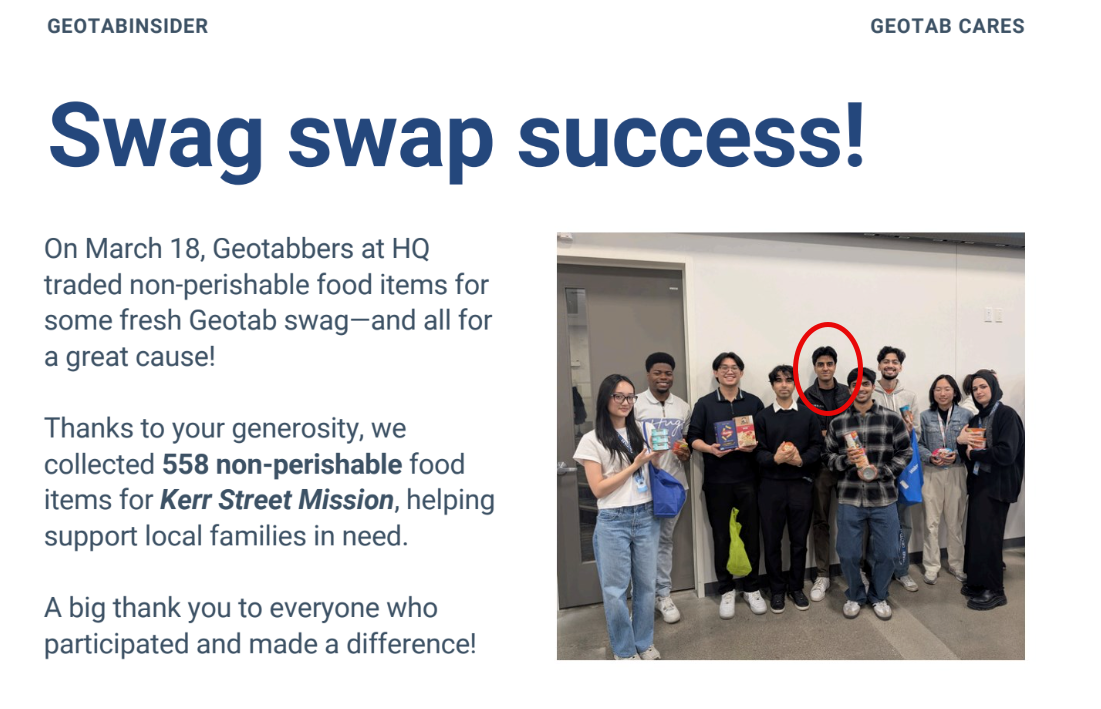 GEOTABINSIDER
GEOTAB CARES
Swag swap success!
On March 18, Geotabbers at HQ
traded non-perishable food items for
some fresh Geotab swag—and all for
a great cause!
Thanks to your generosity, we
collected 558 non-perishable food
items for Kerr Street Mission, helping
support local families in need.
A big thank you to everyone who
participated and made a difference!